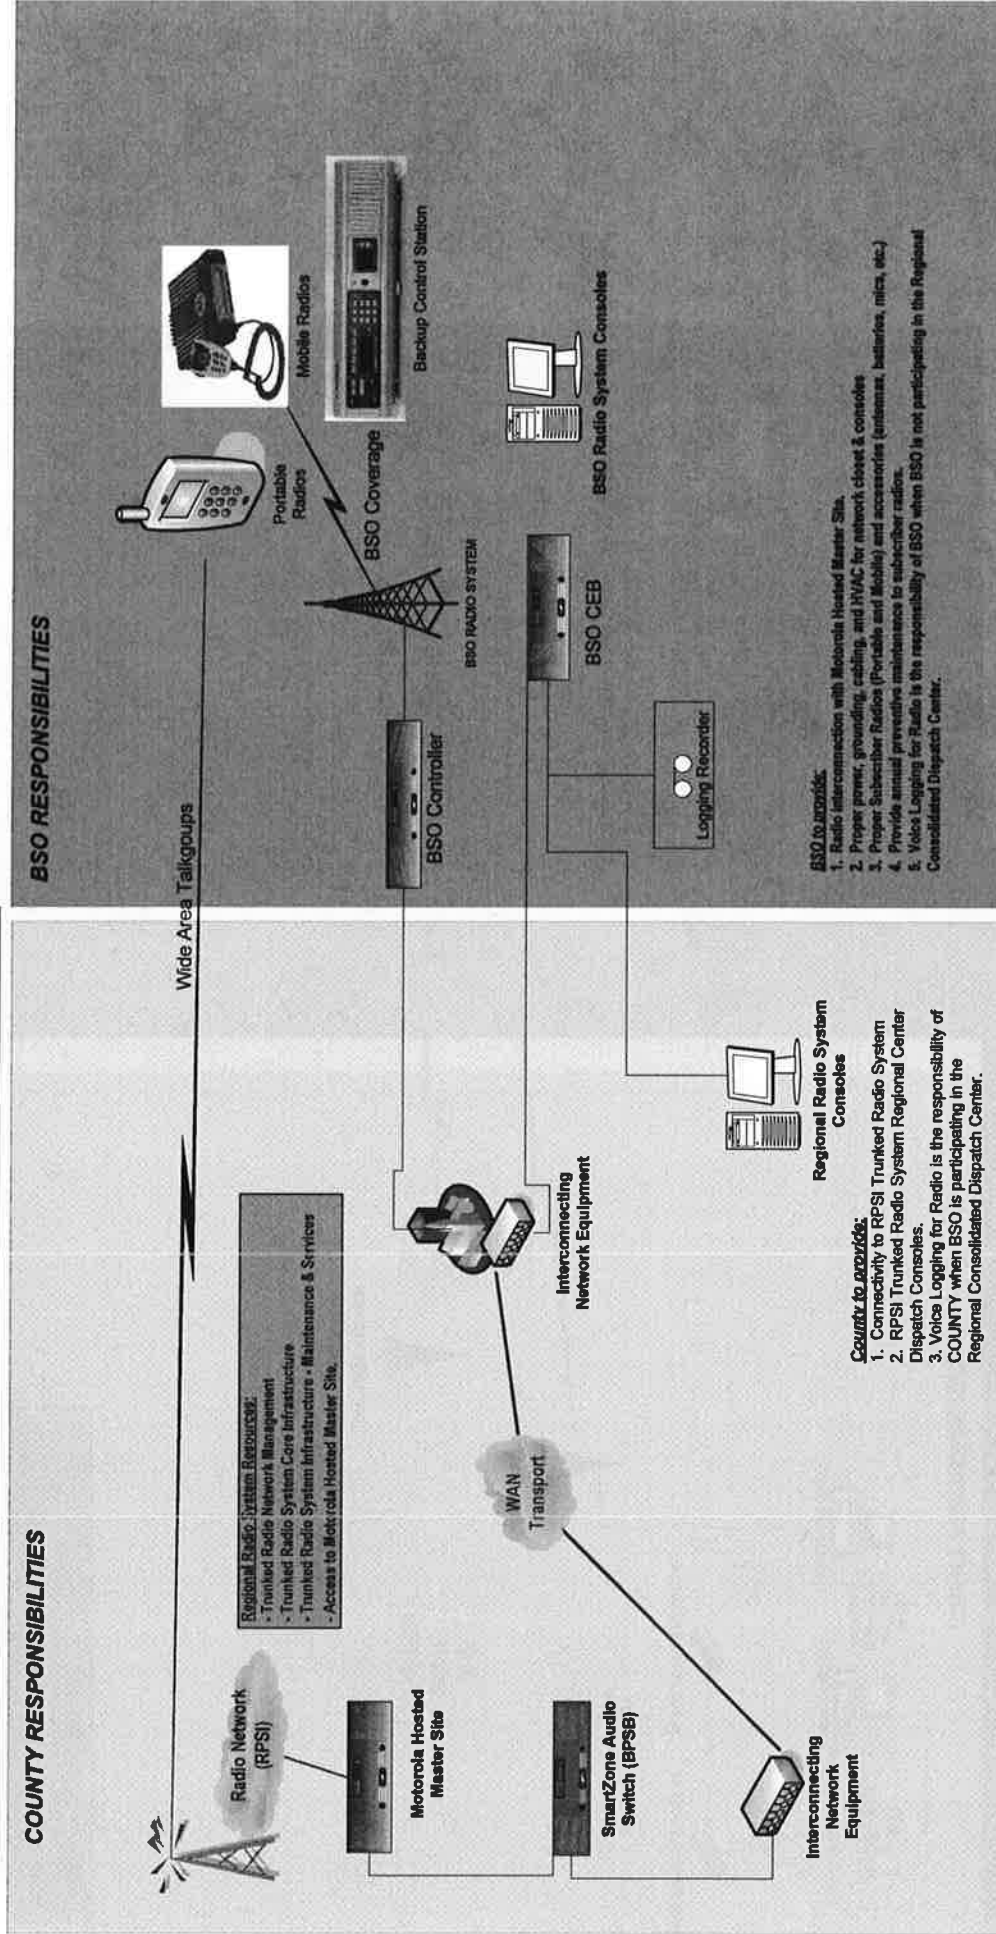 COUNTY RESPONSIBILITIES
Radio Network
(RPSI)
Motorola Hosted
Master Site
SmartZone Audio
Switch (BPSB)
Interconnecting
Network
Equipment
Regional Radio System Resources:
- Trunked Radio Network Management
- Trunked Radio System Core Infrastructure
- Trunked Radio System Infrastructure - Maintenance & Services
- Access to Motorola Hosted Master Site.
WAN
Transport
Interconnecting
Network Equipment
Regional Radio System
Consoles
County to provide:
1. Connectivity to RPSI Trunked Radio System
2. RPSI Trunked Radio System Regional Center
Dispatch Consoles.
3. Voice Logging for Radio is the responsibility of
COUNTY when BSO is participating in the
Regional Consolidated Dispatch Center.
Wide Area Talkgoups
BSO RESPONSIBILITIES
Portable
Radios
Mobile Radios
BSO Coverage
Backup Control Station
BSO Controller
BSO RADIO SYSTEM
BSO CEB
BSO Radio System Consoles
Logging Recorder
BSO to provide:
1. Radio interconnection with Motorola Hosted Master Site.
2. Proper power, grounding, cabling, and HVAC for network closet & consoles
3. Proper Subscriber Radios (Portable and Mobile) and accessories (antennas, batteries, mics, etc.)
4. Provide annual preventive maintenance to subscriber radios.
5. Voice Logging for Radio is the responsibility of BSO when BSO is not participating in the Regional
Consolidated Dispatch Center.